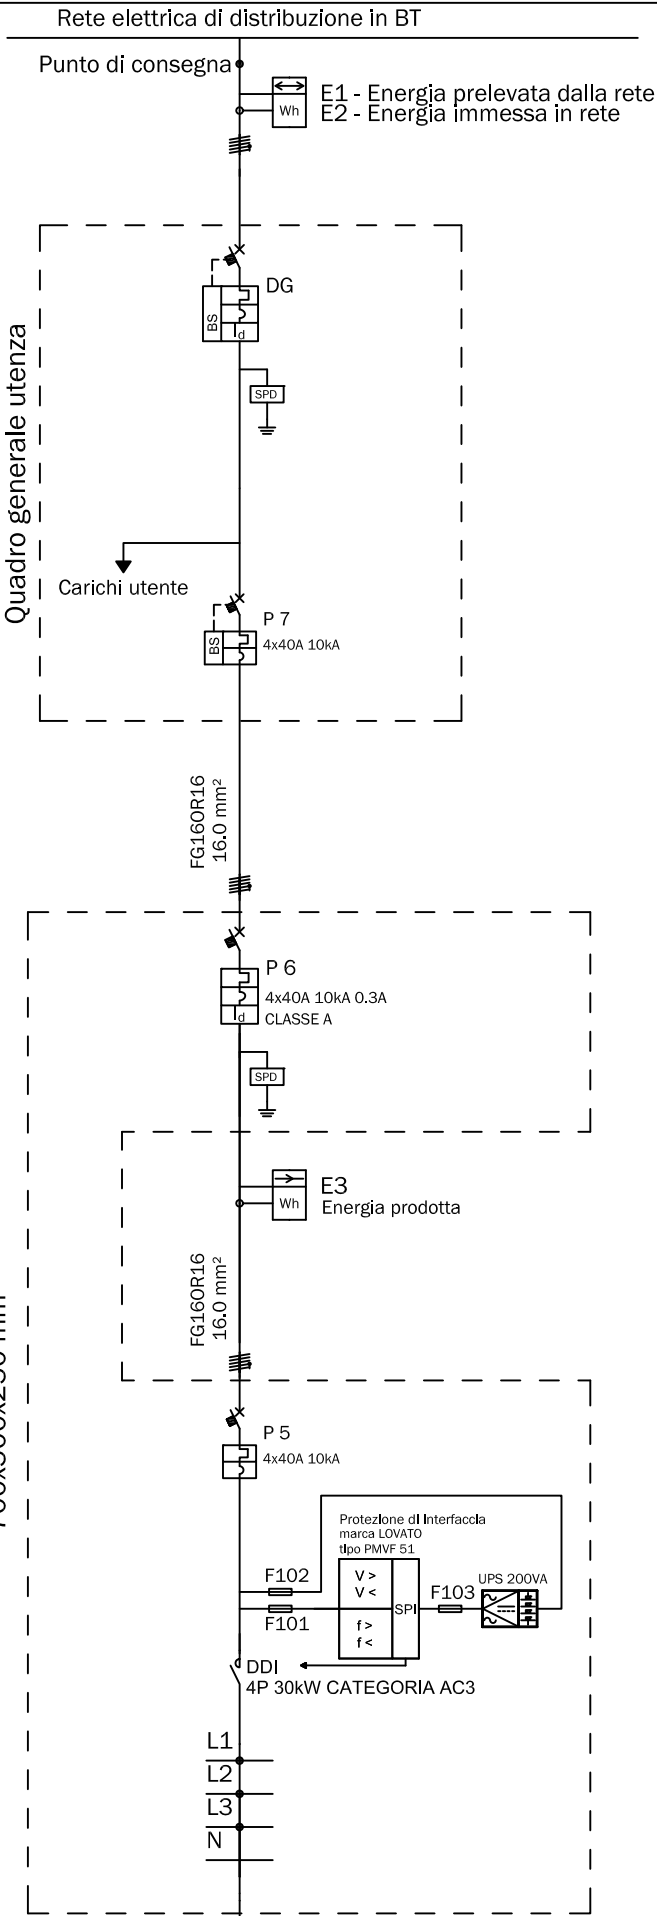 Rete elettrica di distribuzione in BT
Punto di consegna
E1 - Energia prelevata dalla rete
Wh
E2 - Energia immessa in rete
Quadro generale utenza
DG
BS
Id
SPD
Carichi utente
P 7
BS
4x40A 10kA
FG16OR16
16.0 mm²
P 6
4x40A 10kA 0.3A
Id
CLASSE A
SPD
E3
Wh
Energia prodotta
FG16OR16
16.0 mm²
P 5
4x40A 10kA
Protezione di Interfaccia
marca LOVATO
tipo PMVF 51
F102
V >
V <
F103
UPS 200VA
SPI
F101
f >
f <
DDI
4P 30kW CATEGORIA AC3
L1
L2
L3
N